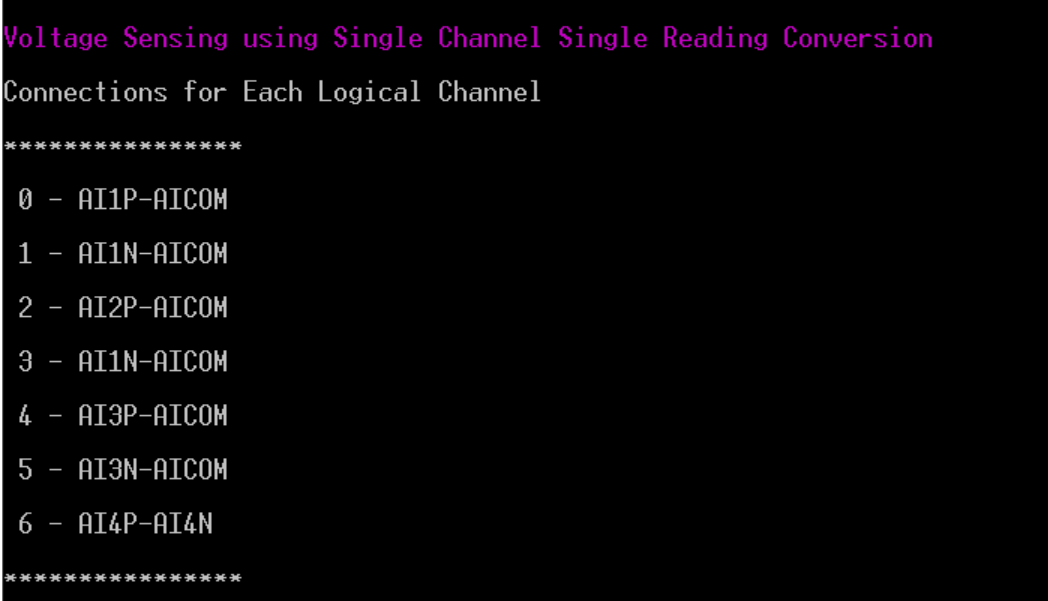 Voltage Sensing using Single Channel Single Reading Conversion
Connections for Each Logical Channel
****************
0 - AI1P-AICOM
1 - AI1N-AICOM
2 - AI2P-AICOM
3 - AI1N-AICOM
4 - AI3P-AICOM
5 - AI3N-AICOM
6 - AI4P-AI4N
****************